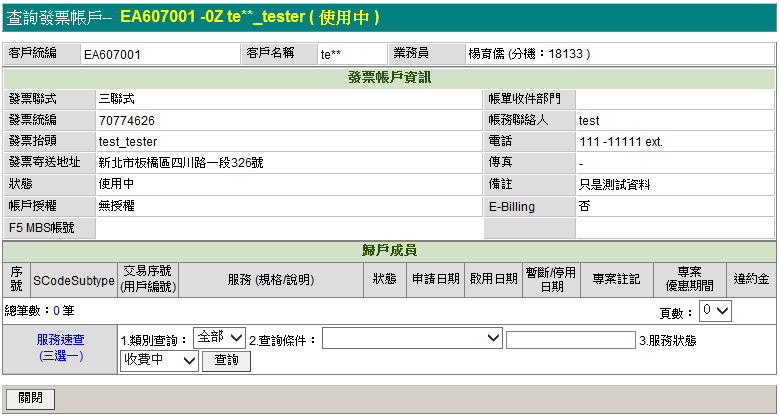 查詢發票帳戶-- EA607001 -0Z te**_tester ( 使用中 )
客戶統編 EA607001 客戶名稱 te** 業務員 楊育儒 (分機：18133 )
發票帳戶資訊
發票聯式 三聯式 帳單收件部門
發票統編 70774626 帳務聯絡人 test
發票抬頭 test_tester 電話 111 -11111 ext.
發票寄送地址 新北市板橋區四川路一段326號 傳真 -
狀態 使用中 備註 只是測試資料
帳戶授權 無授權 E-Billing 否
F5 MBS帳號
歸戶成員
序號 SCodeSubtype 交易序號 (用戶編號) 服務 (規格/說明) 狀態 申請日期 啟用日期 暫斷/停用日期 專案註記 專案優惠期間 違約金
總筆數：0 筆 頁數： 0
服務速查 (三選一) 1.類別查詢： 全部 2.查詢條件： 3.服務狀態
收費中 查詢
關閉